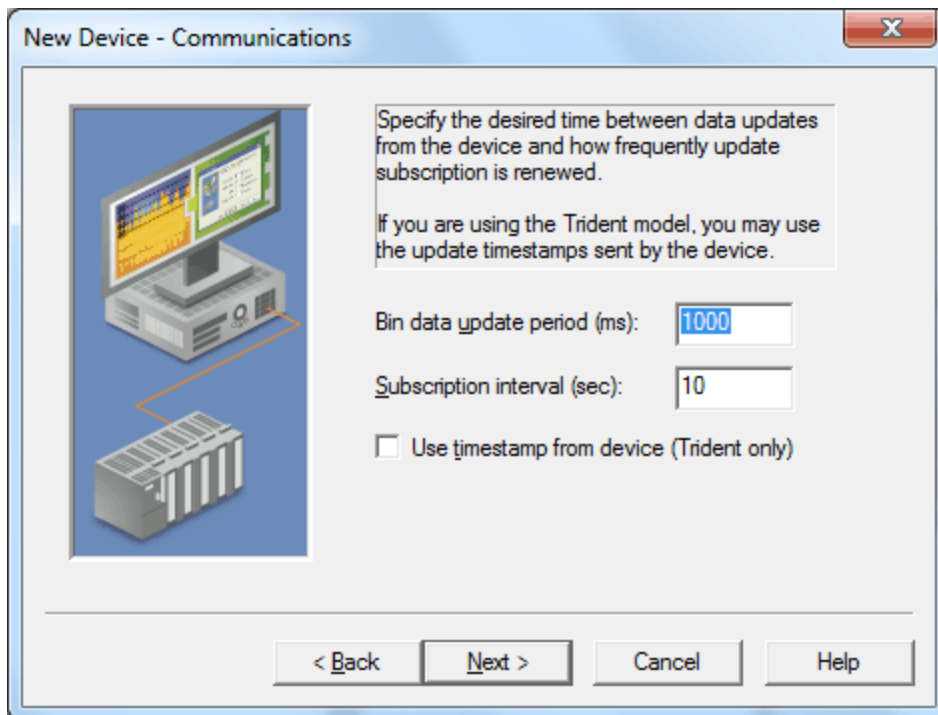 New Device - Communications
Specify the desired time between data updates
from the device and how frequently update
subscription is renewed.
If you are using the Trident model, you may use
the update timestamps sent by the device.
Bin data update period (ms): 1000
Subscription interval (sec): 10
Use timestamp from device (Trident only)
< Back Next > Cancel Help